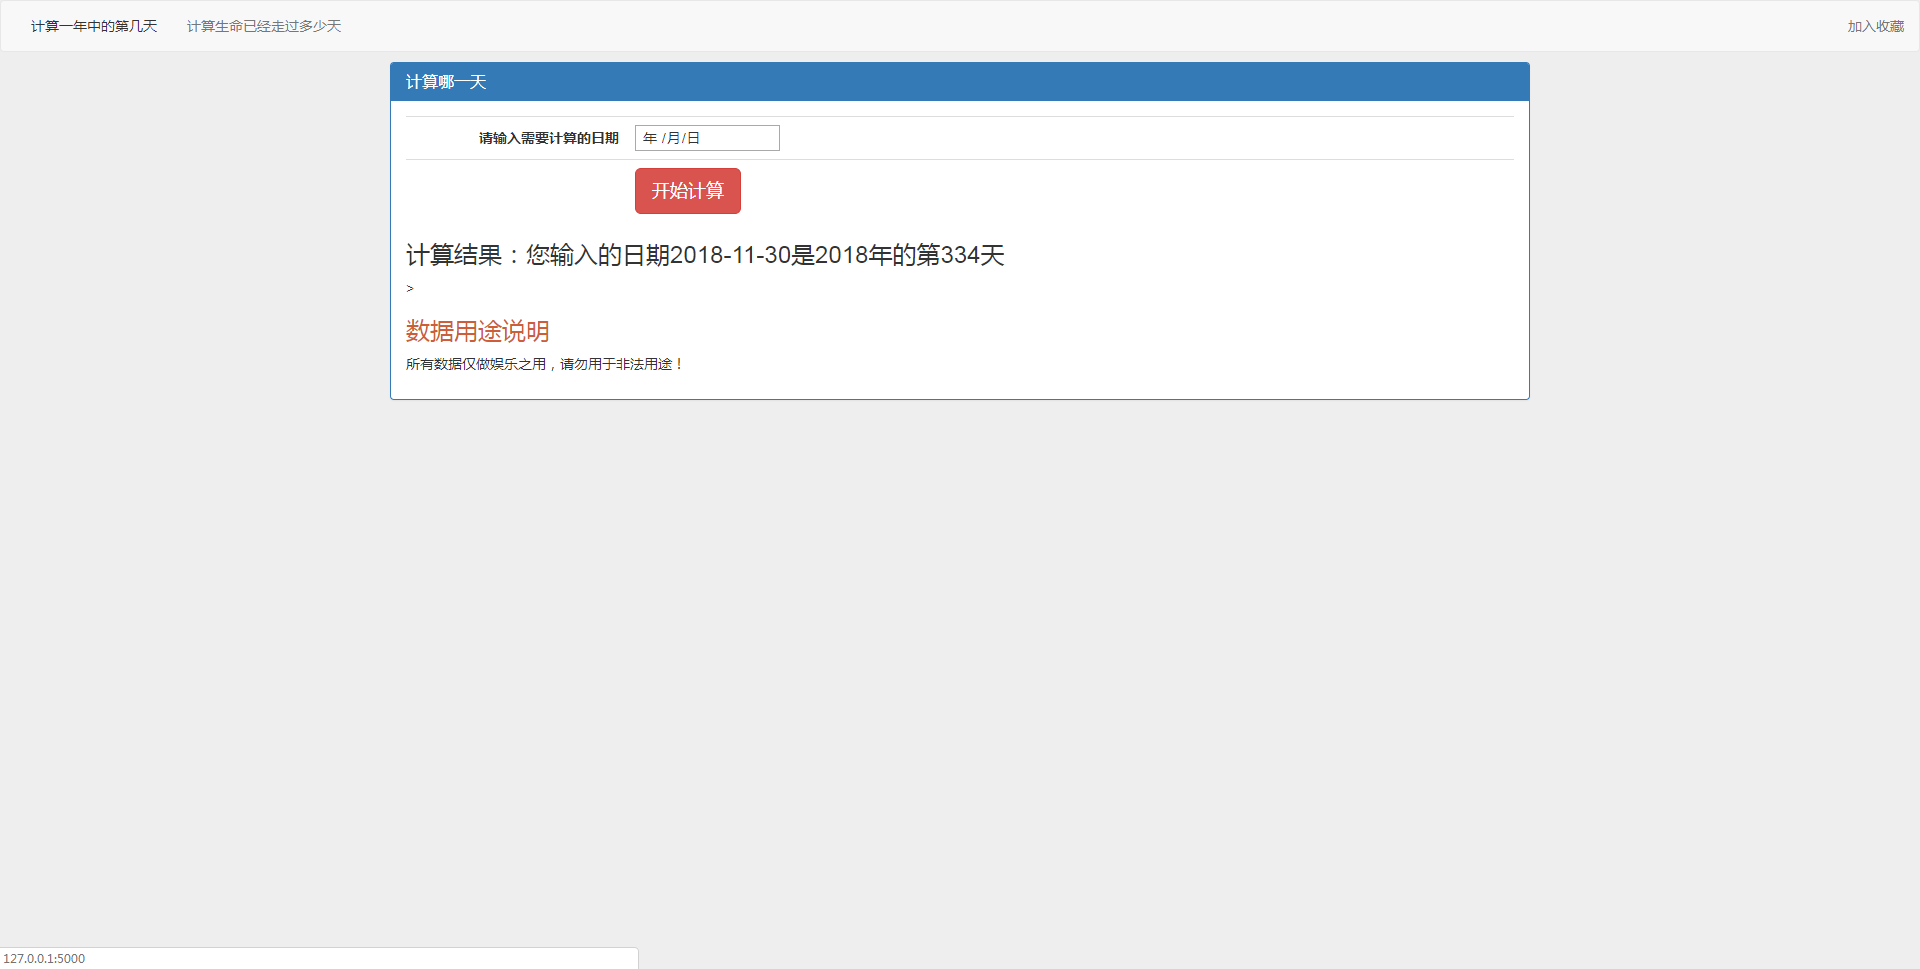 计算一年中的第几天 计算生命已经走过多少天 加入收藏
计算哪一天
请输入需要计算的日期 年 /月/日
开始计算
计算结果：您输入的日期2018-11-30是2018年的第334天
>
数据用途说明
所有数据仅做娱乐之用，请勿用于非法用途！
127.0.0.1:5000